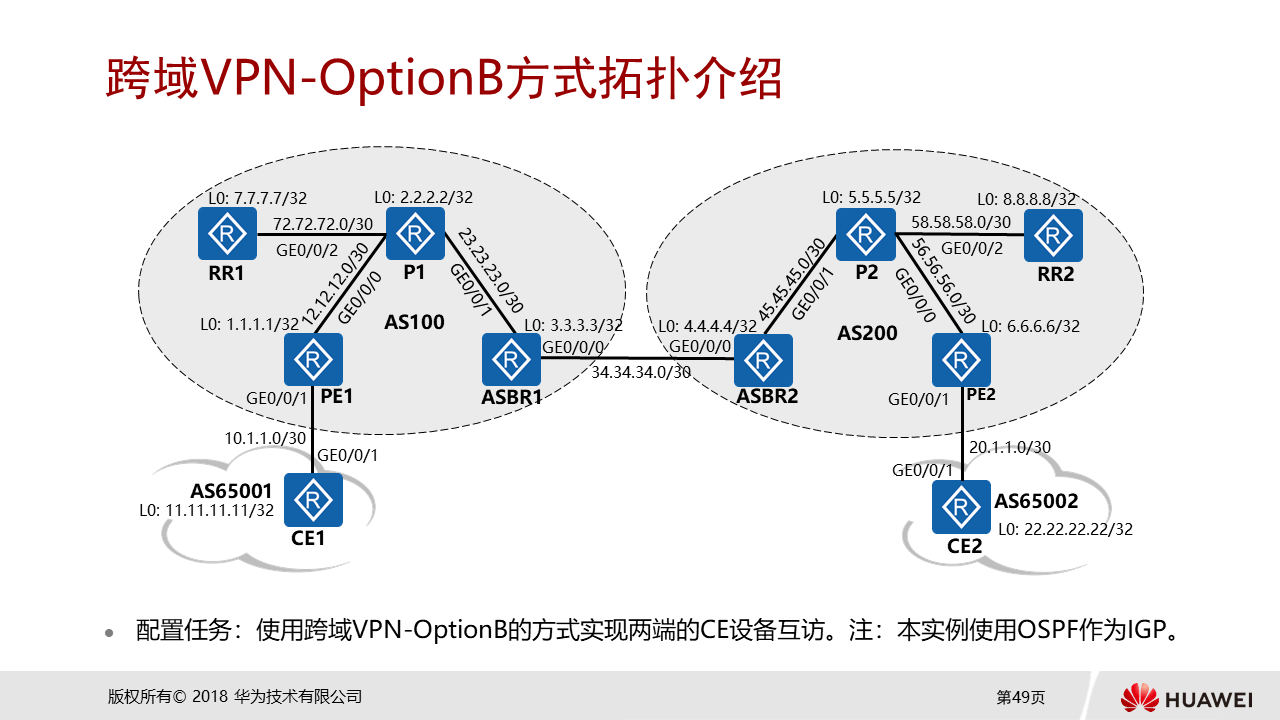 跨域VPN-OptionB方式拓扑介绍
L0: 7.7.7.7/32
L0: 2.2.2.2/32
72.72.72.0/30
GE0/0/2
RR1
P1
12.12.12.0/30
GE0/0/0
23.23.23.0/30
GE0/0/1
AS100
L0: 1.1.1.1/32
L0: 3.3.3.3/32
GE0/0/0
PE1
ASBR1
GE0/0/1
34.34.34.0/30
L0: 5.5.5.5/32
L0: 8.8.8.8/32
58.58.58.0/30
GE0/0/2
P2
RR2
45.45.45.0/30
GE0/0/1
56.56.56.0/30
GE0/0/0
AS200
L0: 4.4.4.4/32
GE0/0/0
L0: 6.6.6.6/32
ASBR2
PE2
GE0/0/1
10.1.1.0/30
GE0/0/1
AS65001
L0: 11.11.11.11/32
CE1
20.1.1.0/30
GE0/0/1
AS65002
L0: 22.22.22.22/32
CE2
R
R
R
R
R
R
R
R
R
R
配置任务：使用跨域VPN-OptionB的方式实现两端的CE设备互访。注：本实例使用OSPF作为IGP。
版权所有© 2018 华为技术有限公司
第49页
HUAWEI